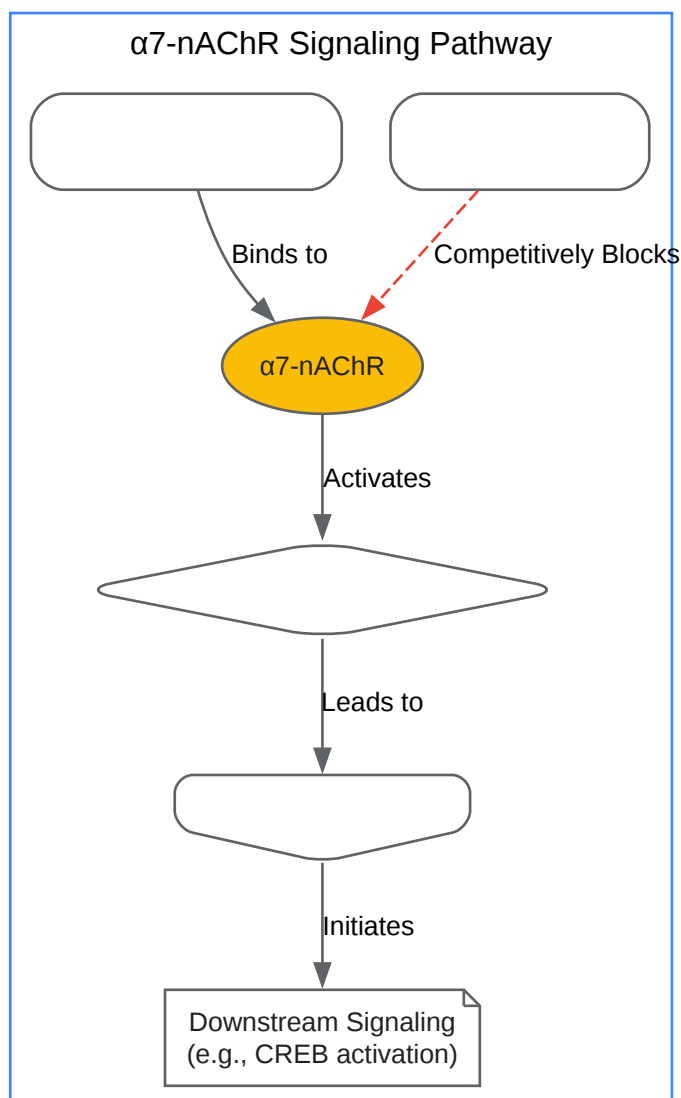 α7-nAChR Signaling Pathway
Binds to
Competitively Blocks
α7-nAChR
Activates
Leads to
Initiates
Downstream Signaling
(e.g., CREB activation)